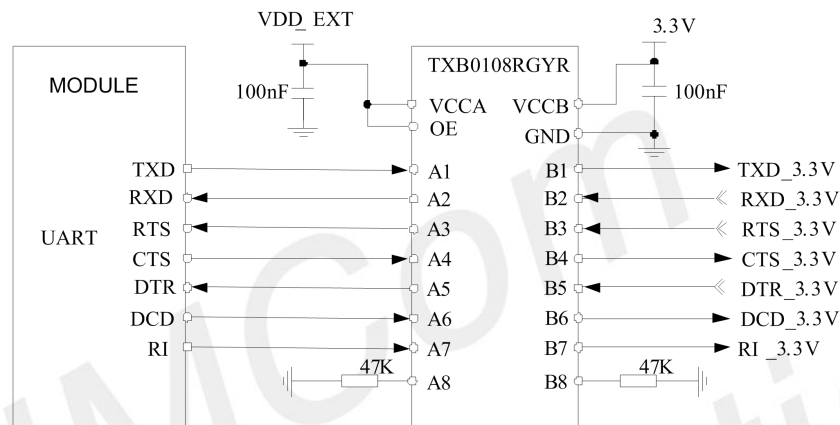 VDD_EXT
3.3V
MODULE
TXB0108RGYR
100nF
VCCA
VCCB
100nF
OE
GND
TXD
A1
B1
TXD_3.3V
RXD
A2
B2
RXD_3.3V
UART
RTS
A3
B3
RTS_3.3V
CTS
A4
B4
CTS_3.3V
DTR
A5
B5
DTR_3.3V
DCD
A6
B6
DCD_3.3V
RI
A7
B7
RI_3.3V
47K
A8
B8
47K